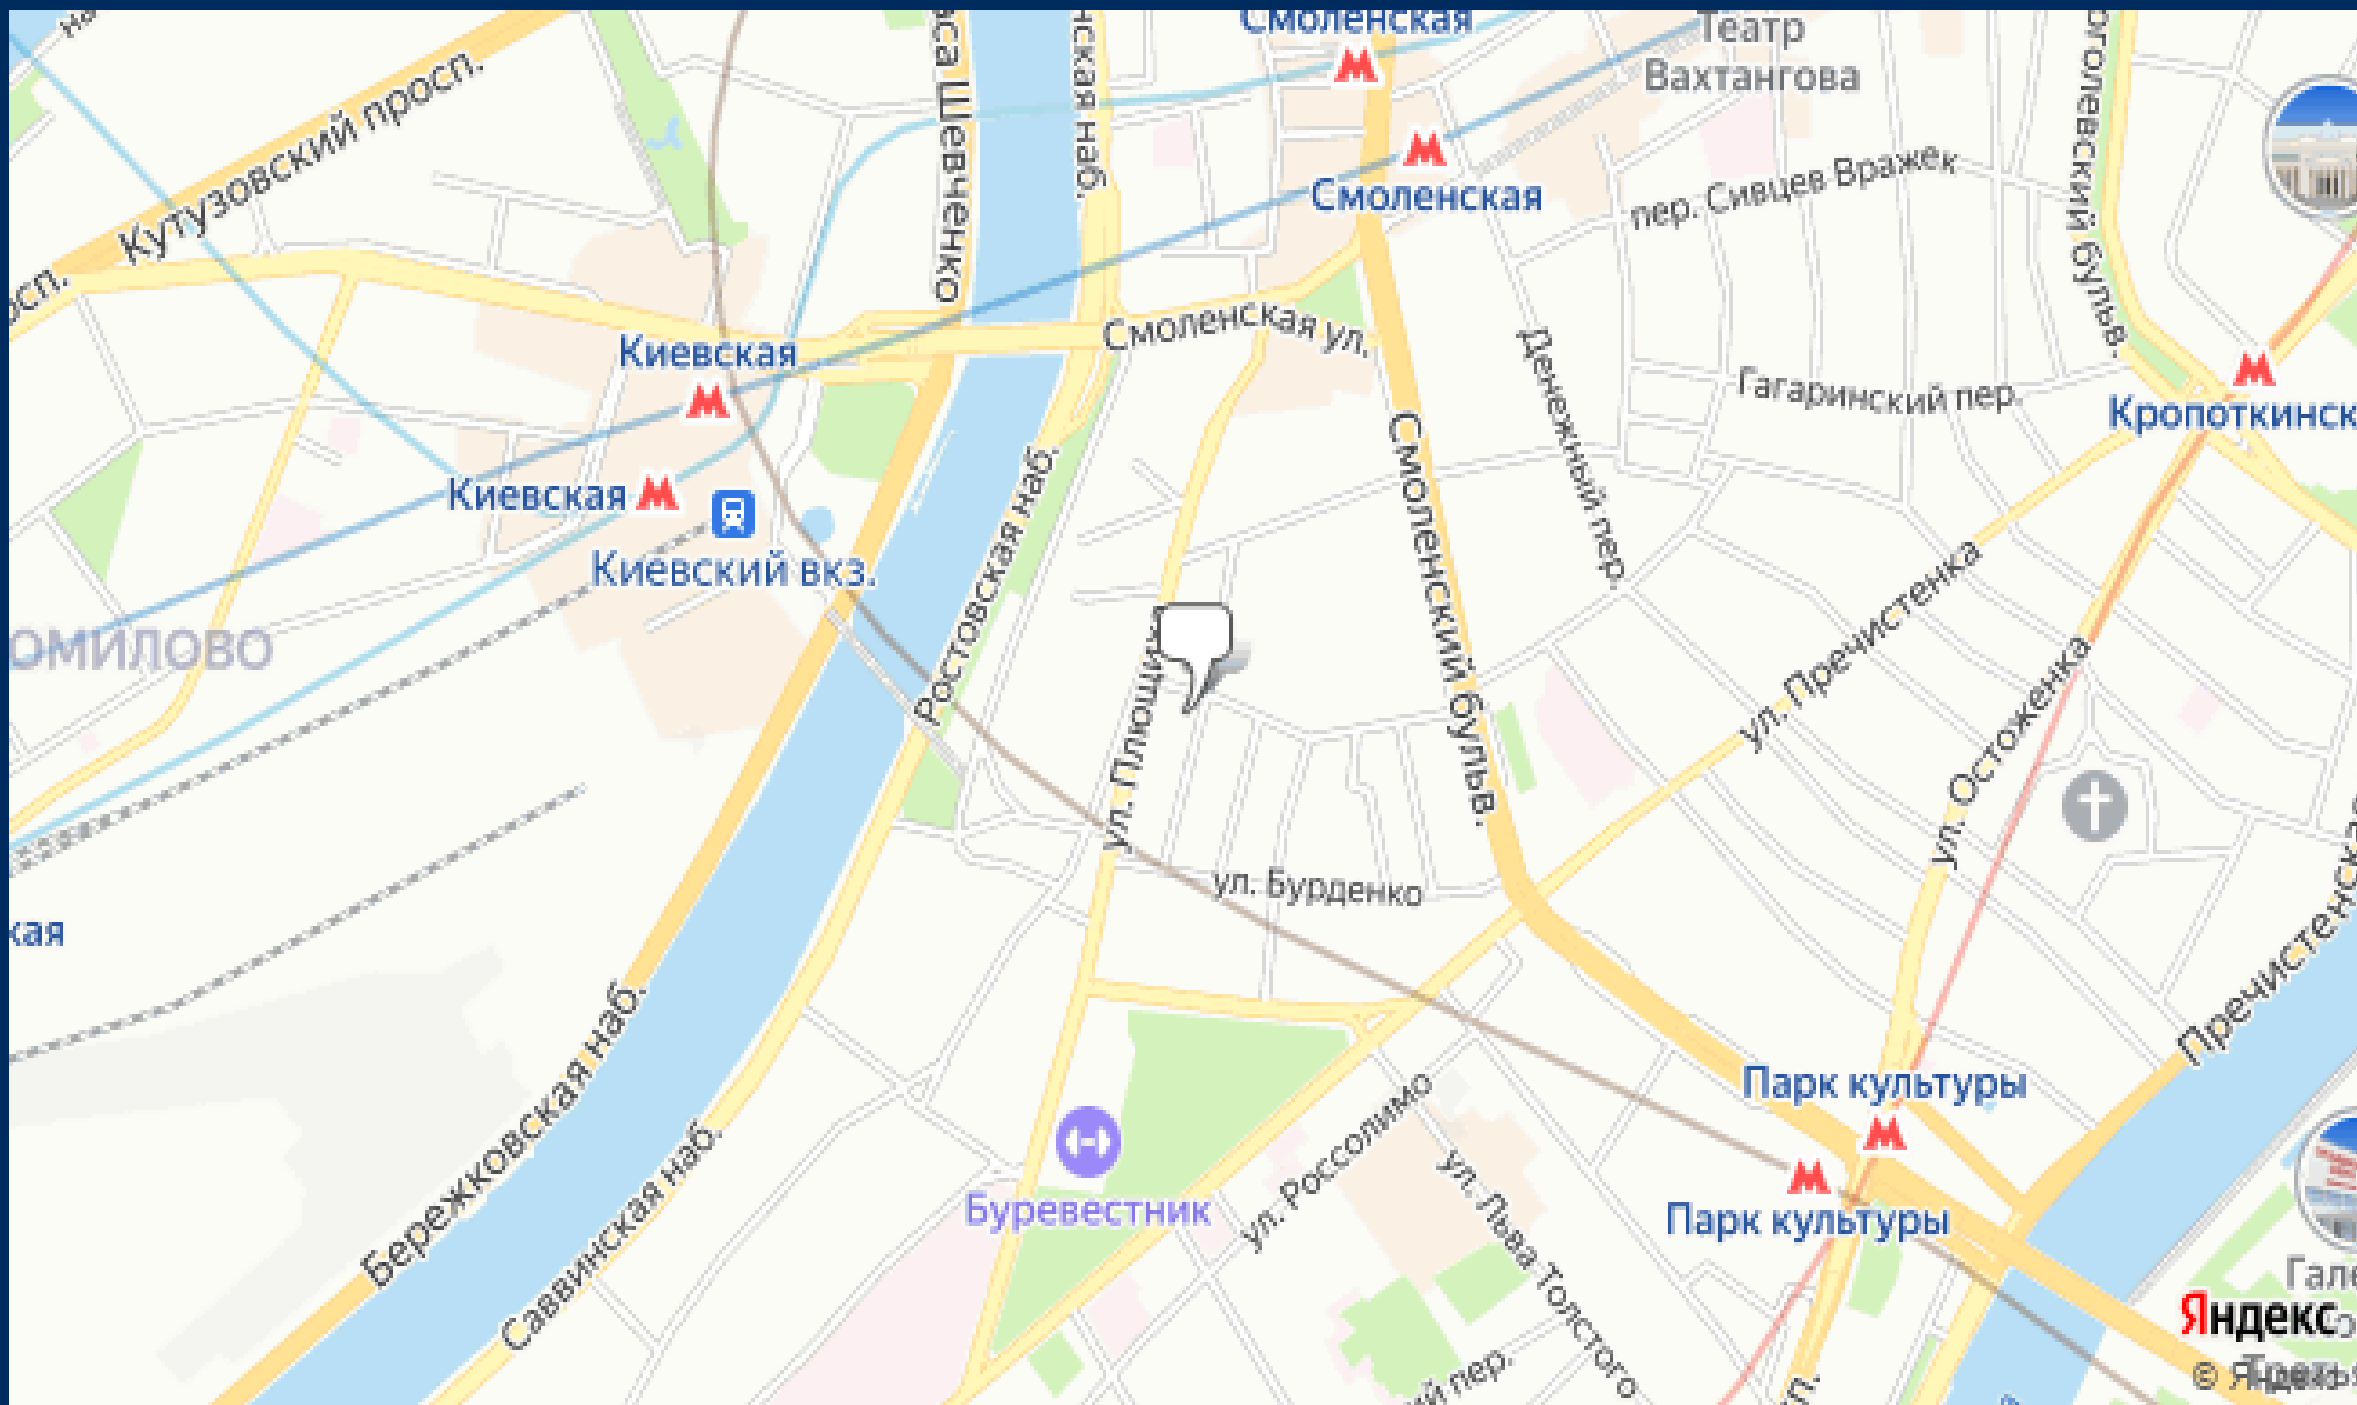 Смоленская
Театр
Вахтангова
Кутузовский просп.
наб.
Смоленская
пер. Сивцев Вражек
Киевская
Смоленская ул.
Денежный пер.
Гагаринский пер.
Киевская
Киевский вкз.
Ростовская наб.
Смоленский бульв.
ул. Пречистенка
ул. Остоженка
ул. Бурденко
Бережковская наб.
Саввинская наб.
Парк культуры
Парк культуры
Буревестник
ул. Россолимо
ул. Льва Толстого
пер.
Яндекс